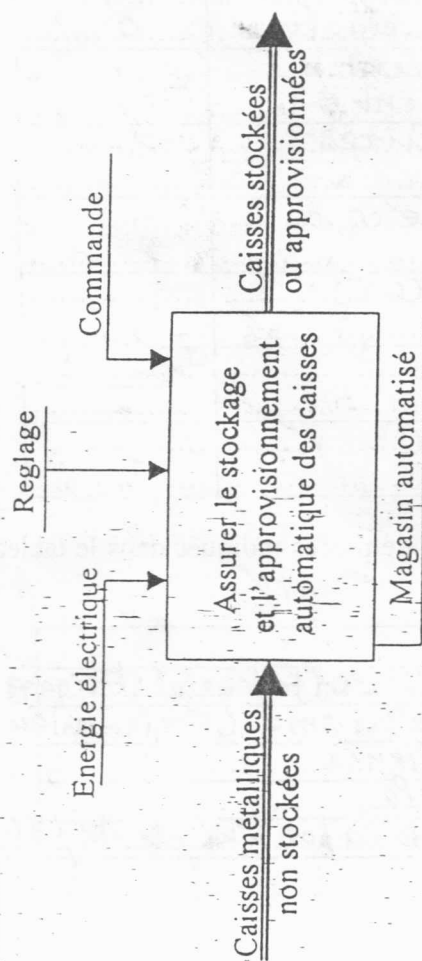 Energie électrique
Reglage
Commande
Caisses métalliques
non stockées
Assurer le stockage
et l'approvisionnement
automatique des caisses
Caisses stockées
ou approvisionnées
Magasin automatisé